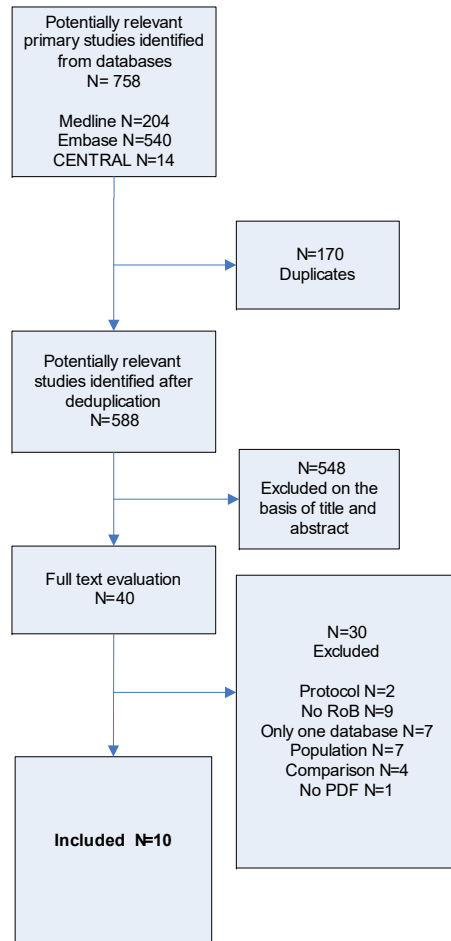 Potentially relevant
primary studies identified
from databases
N= 758
Medline N=204
Embase N=540
CENTRAL N=14
N=170
Duplicates
Potentially relevant
studies identified after
deduplication
N=588
N=548
Excluded on the
basis of title and
abstract
Full text evaluation
N=40
N=30
Excluded
Protocol N=2
No RoB N=9
Only one database N=7
Population N=7
Comparison N=4
No PDF N=1
Included N=10